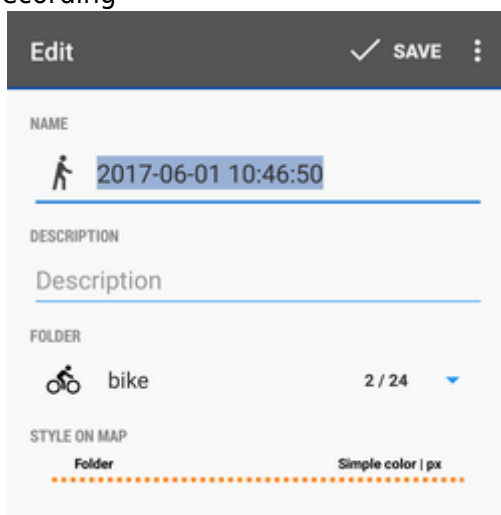 ecording
Edit SAVE
NAME
2017-06-01 10:46:50
DESCRIPTION
Description
FOLDER
bike 2 / 24
STYLE ON MAP
Folder Simple color | px